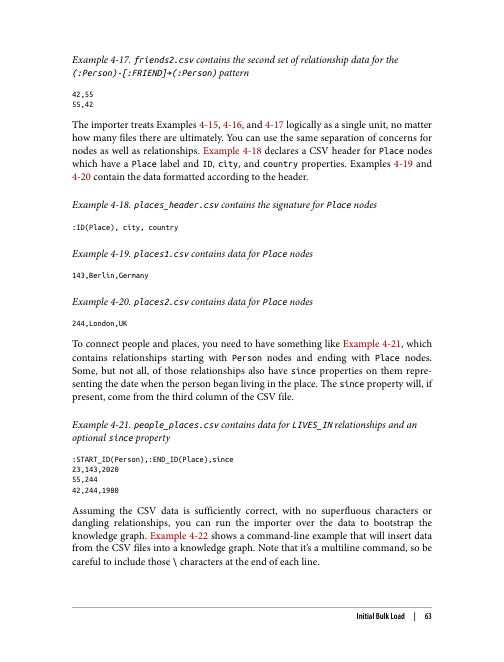 Example 4-17. friends2.csv contains the second set of relationship data for the
(:Person)-[:FRIEND]→(:Person) pattern
42,55
55,42
The importer treats Examples 4-15, 4-16, and 4-17 logically as a single unit, no matter
how many files there are ultimately. You can use the same separation of concerns for
nodes as well as relationships. Example 4-18 declares a CSV header for Place nodes
which have a Place label and ID, city, and country properties. Examples 4-19 and
4-20 contain the data formatted according to the header.
Example 4-18. places_header.csv contains the signature for Place nodes
:ID(Place), city, country
Example 4-19. places1.csv contains data for Place nodes
143,Berlin,Germany
Example 4-20. places2.csv contains data for Place nodes
244,London,UK
To connect people and places, you need to have something like Example 4-21, which
contains relationships starting with Person nodes and ending with Place nodes.
Some, but not all, of those relationships also have since properties on them repre-
senting the date when the person began living in the place. The since property will, if
present, come from the third column of the CSV file.
Example 4-21. people_places.csv contains data for LIVES_IN relationships and an
optional since property
:START_ID(Person),:END_ID(Place),since
23,143,2020
55,244
42,244,1980
Assuming the CSV data is sufficiently correct, with no superfluous characters or
dangling relationships, you can run the importer over the data to bootstrap the
knowledge graph. Example 4-22 shows a command-line example that will insert data
from the CSV files into a knowledge graph. Note that it's a multiline command, so be
careful to include those \ characters at the end of each line.
Initial Bulk Load | 63